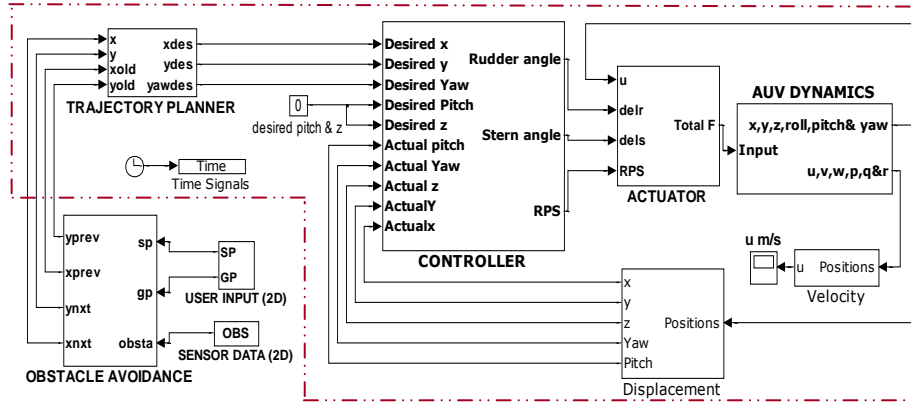 x
y
xold
yold
xdes
ydes
yawdes
TRAJECTORY PLANNER
0
desired pitch & z
Time
Time Signals
Desired x
Desired y
Desired Yaw
Desired Pitch
Desired z
Actual pitch
Actual Yaw
Actual z
ActualY
Actualx
Rudder angle
Stern angle
RPS
CONTROLLER
u
delr
dels
RPS
Total F
ACTUATOR
AUV DYNAMICS
x,y,z,roll,pitch& yaw
Input
u,v,w,p,q&r
yprev
xprev
ynxt
xnxt
sp
gp
obsta
OBSTACLE AVOIDANCE
SP
GP
USER INPUT (2D)
OBS
SENSOR DATA (2D)
x
y
z
Yaw
Pitch
Positions
Displacement
u m/s
u
Positions
Velocity